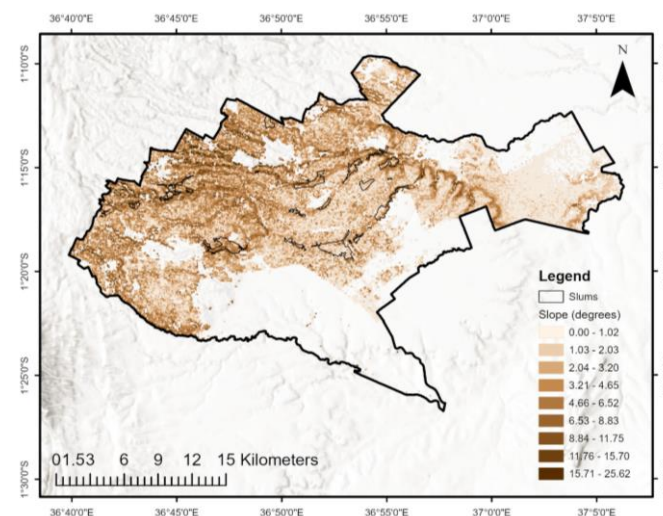 36°40'0"E 36°45'0"E 36°50'0"E 36°55'0"E 37°0'0"E 37°5'0"E
N
1°10'0"S
1°15'0"S
1°20'0"S
1°25'0"S
1°30'0"S
Legend
Slums
Slope (degrees)
0.00 - 1.02
1.03 - 2.03
2.04 - 3.20
3.21 - 4.65
4.66 - 6.52
6.53 - 8.83
8.84 - 11.75
11.76 - 15.70
15.71 - 25.62
01.53 6 9 12 15 Kilometers
36°40'0"E 36°45'0"E 36°50'0"E 36°55'0"E 37°0'0"E 37°5'0"E